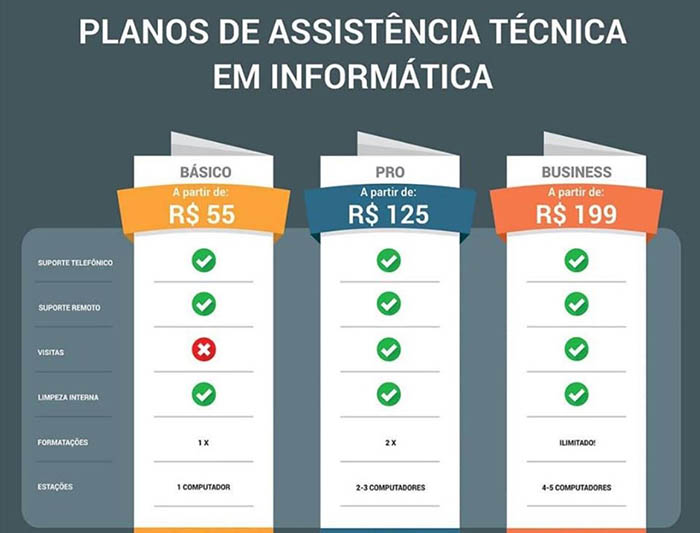 PLANOS DE ASSISTÊNCIA TÉCNICA
EM INFORMÁTICA
BÁSICO PRO BUSINESS
A partir de: A partir de: A partir de:
R$ 55 R$ 125 R$ 199
SUPORTE TELEFÔNICO
SUPORTE REMOTO
VISITAS
LIMPEZA INTERNA
FORMATAÇÕES 1 X 2 X ILIMITADO!
ESTAÇÕES 1 COMPUTADOR 2-3 COMPUTADORES 4-5 COMPUTADORES